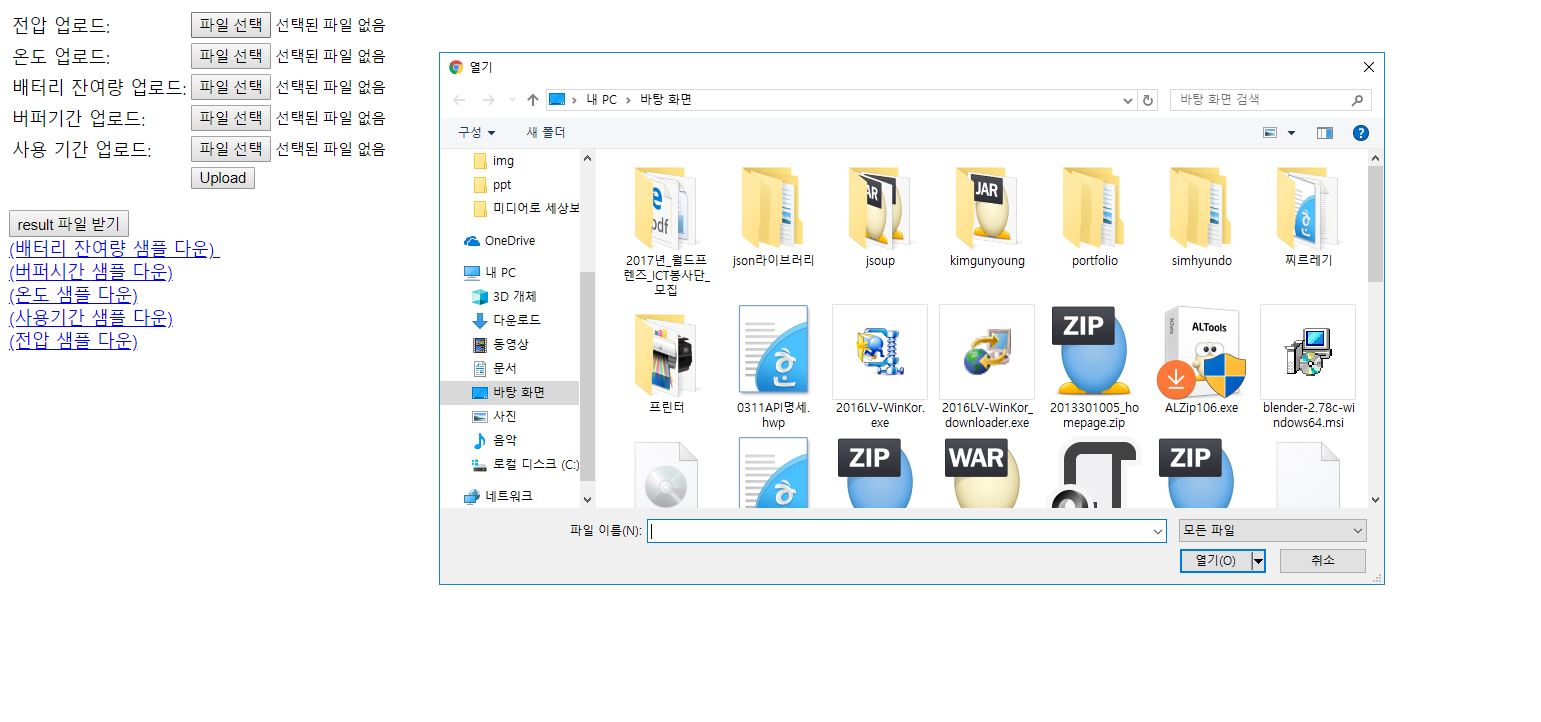 전압 업로드: 파일 선택 선택된 파일 없음
온도 업로드: 파일 선택 선택된 파일 없음
배터리 잔여량 업로드: 파일 선택 선택된 파일 없음
버퍼기간 업로드: 파일 선택 선택된 파일 없음
사용 기간 업로드: 파일 선택 선택된 파일 없음
Upload
result 파일 받기
(배터리 잔여량 샘플 다운)
(버퍼시간 샘플 다운)
(온도 샘플 다운)
(사용기간 샘플 다운)
(전압 샘플 다운)
열기
내 PC 바탕 화면
바탕 화면 검색
구성 새 폴더
img
ppt
미디어로 세상보
OneDrive
내 PC
3D 개체
다운로드
동영상
문서
바탕 화면
사진
음악
로컬 디스크 (C:)
네트워크
pdf
JAR
JAR
2017년_월드프
렌즈_ICT봉사단_
모집
json라이브러리
jsoup
kimgunyoung
portfolio
simhyundo
찌르레기
ZIP
ALTools
프린터
0311API명세.
hwp
2016LV-WinKor.
exe
2016LV-WinKor_
downloader.exe
2013301005_ho
mepage.zip
ALZip106.exe
blender-2.78c-wi
ndows64.msi
ZIP
WAR
ZIP
파일 이름(N):
모든 파일
열기(O)
취소